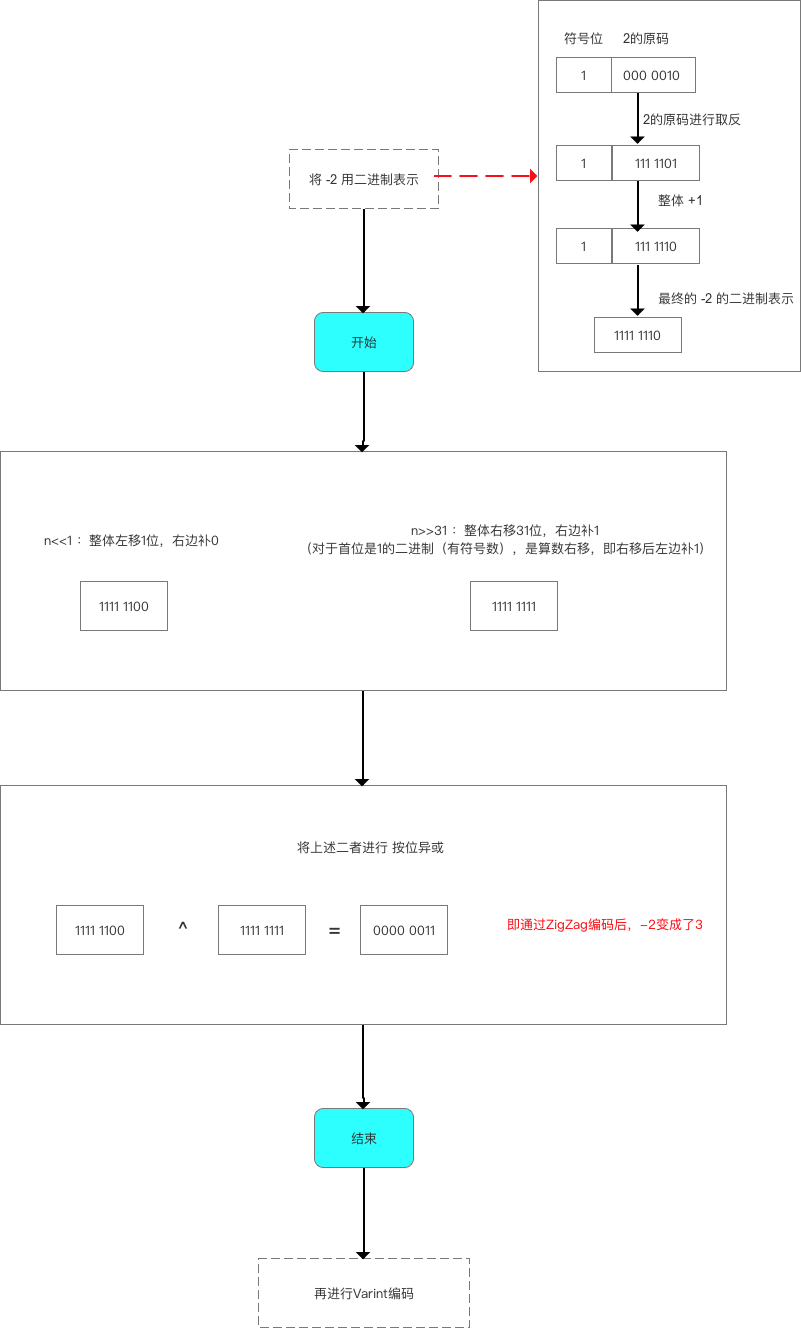 符号位 2的原码
1 000 0010
2的原码进行取反
1 111 1101
整体 +1
1 111 1110
最终的 -2 的二进制表示
1111 1110
将 -2 用二进制表示
开始
n<<1 ：整体左移1位，右边补0
1111 1100
n>>31 ：整体右移31位，右边补1
（对于首位是1的二进制（有符号数），是算数右移，即右移后左边补1）
1111 1111
将上述二者进行 按位异或
1111 1100 ^ 1111 1111 = 0000 0011
即通过ZigZag编码后，-2变成了3
结束
再进行Varint编码